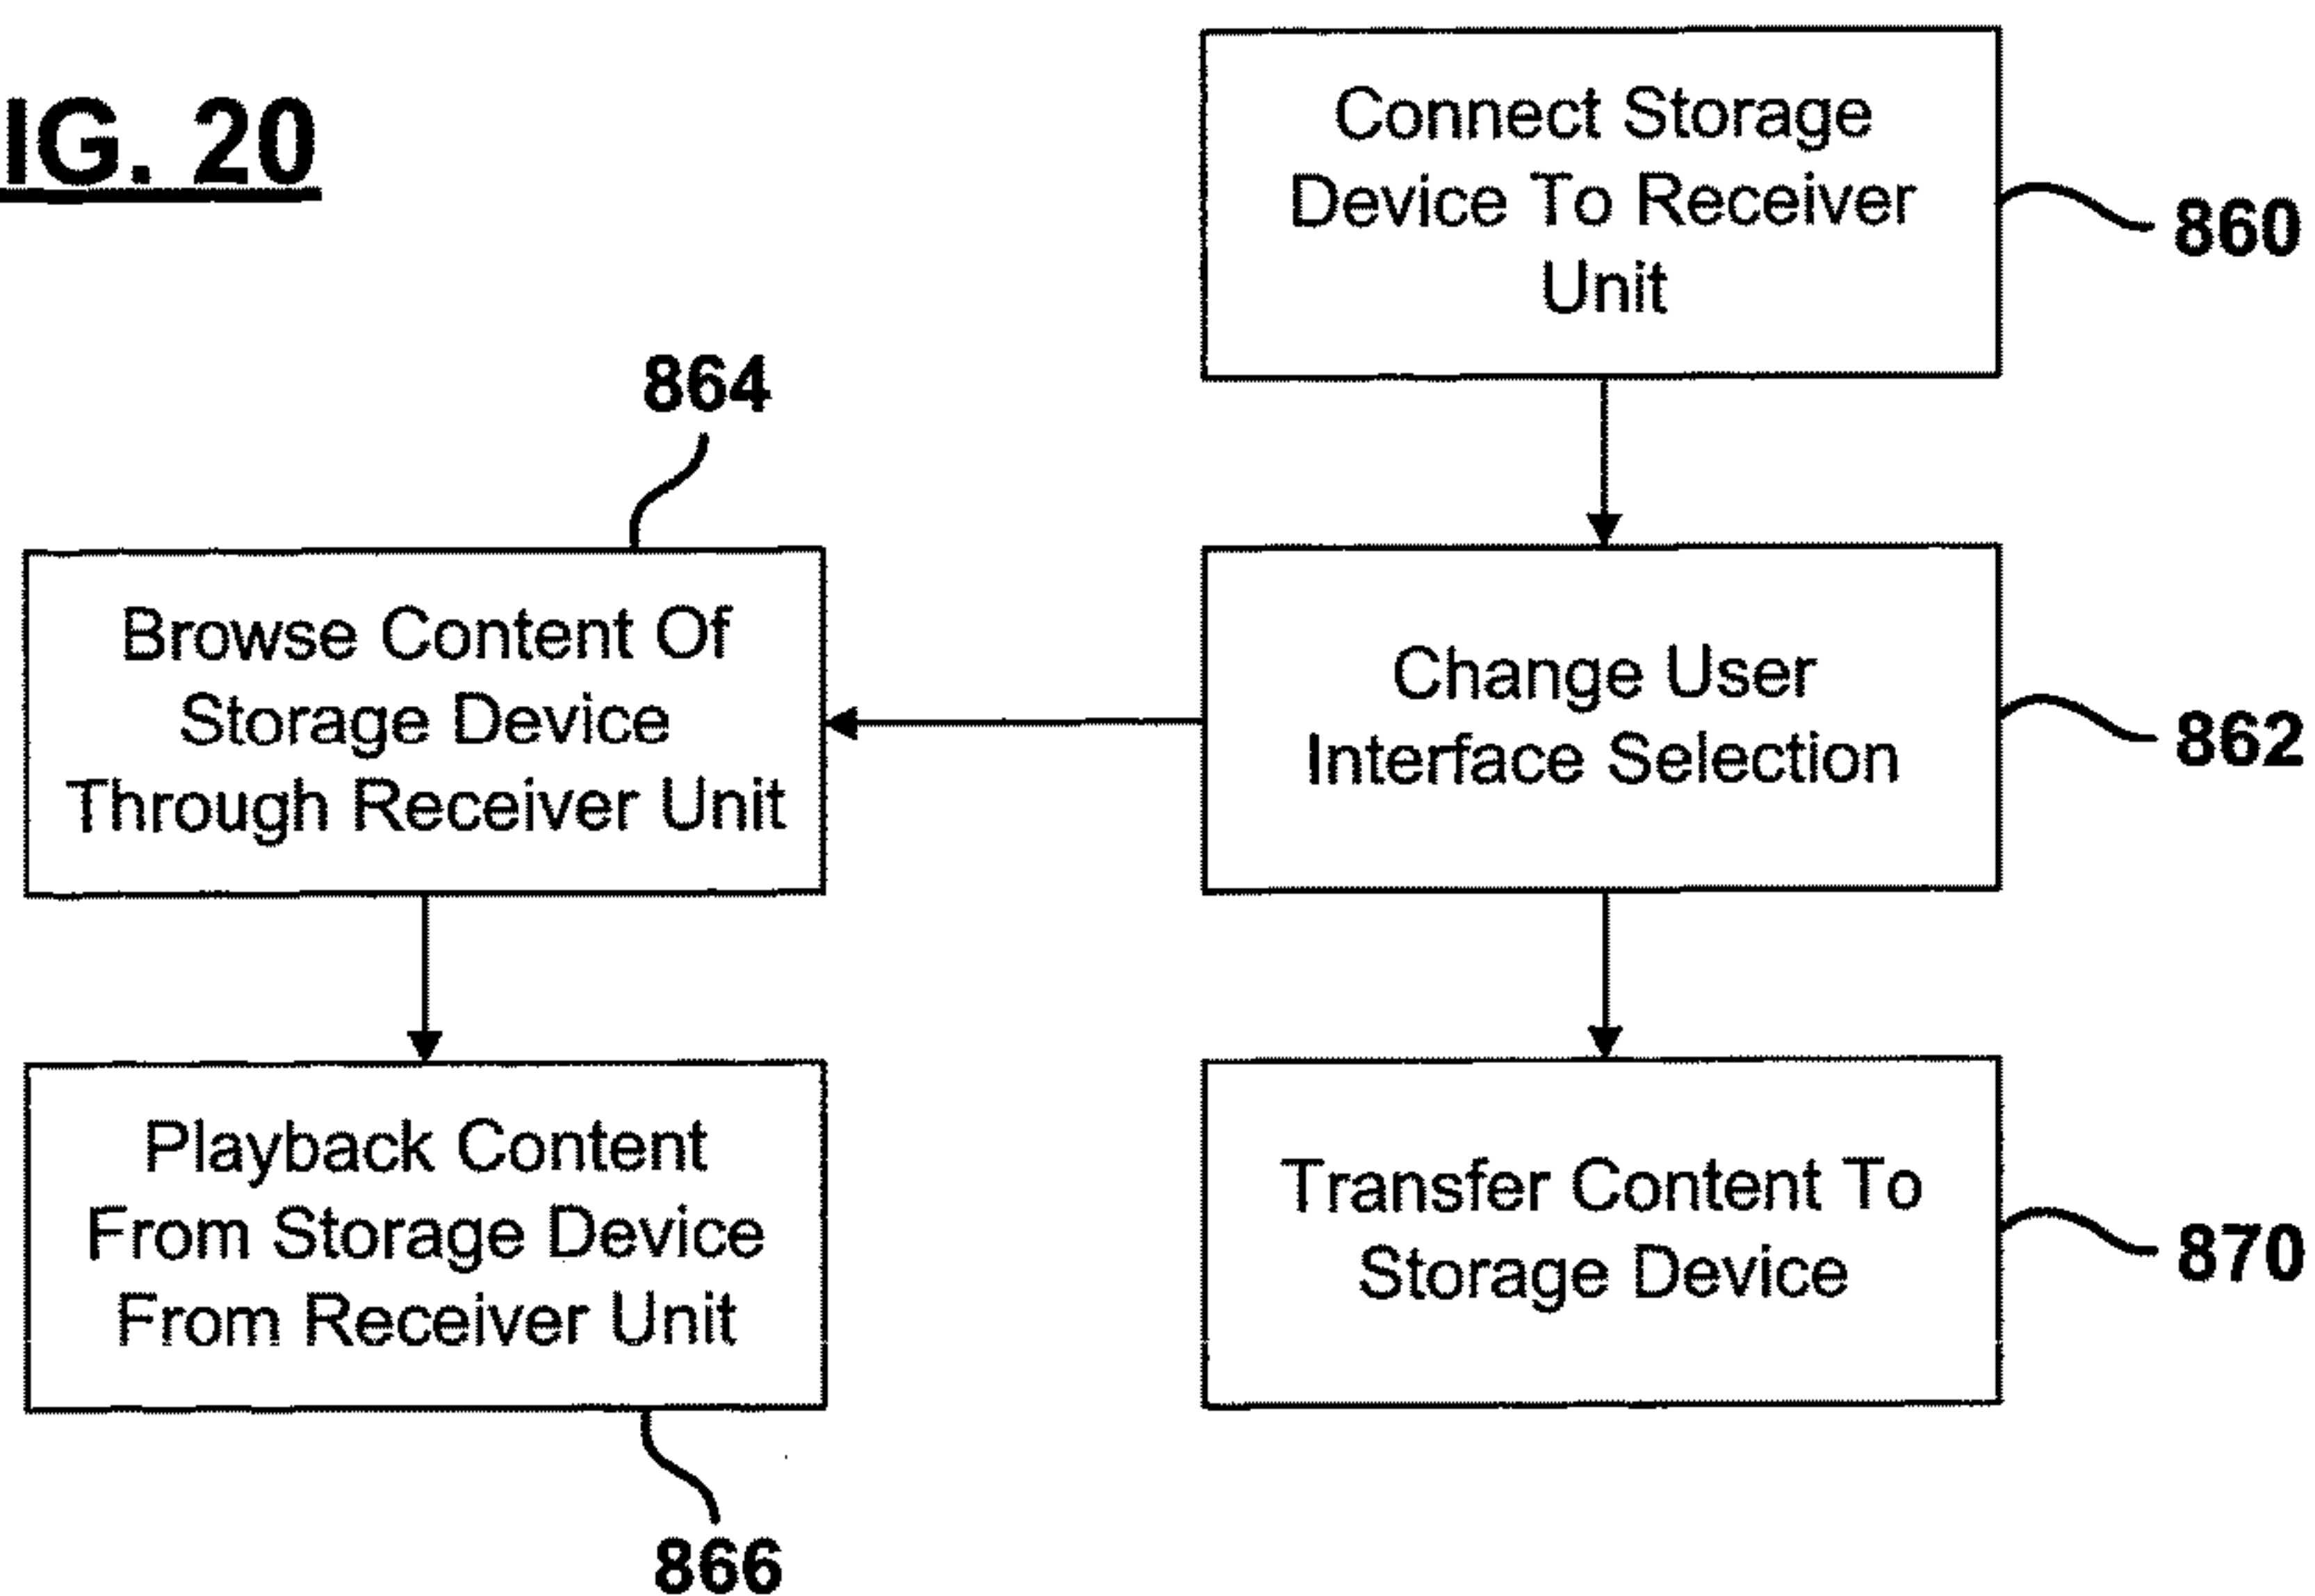 IG. 20
Connect Storage
Device To Receiver
Unit
860
864
Browse Content Of
Storage Device
Through Receiver Unit
Change User
Interface Selection
862
Playback Content
From Storage Device
From Receiver Unit
866
Transfer Content To
Storage Device
870